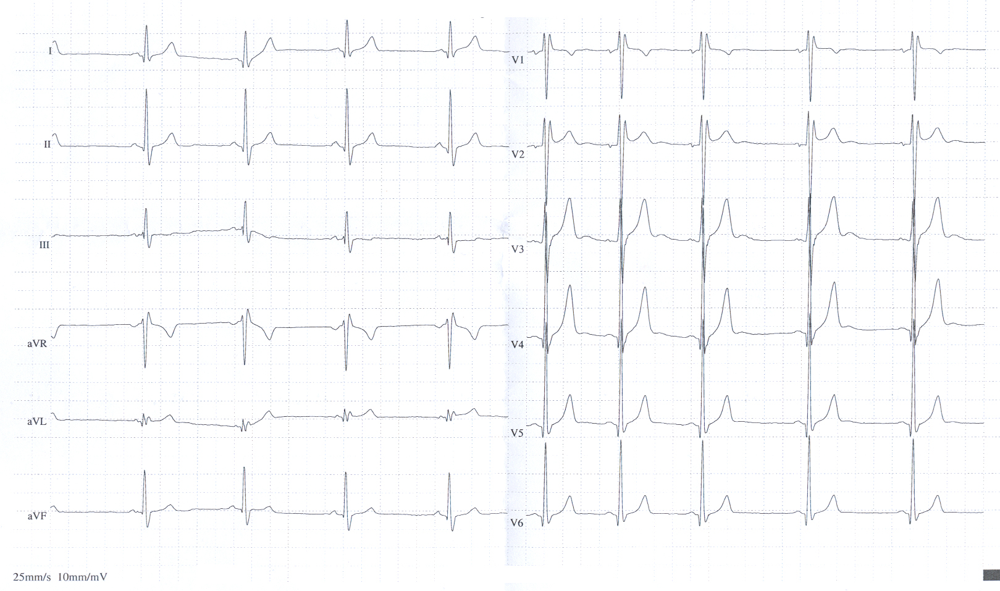 I
II
III
aVR
aVL
aVF
V1
V2
V3
V4
V5
V6
25mm/s 10mm/mV